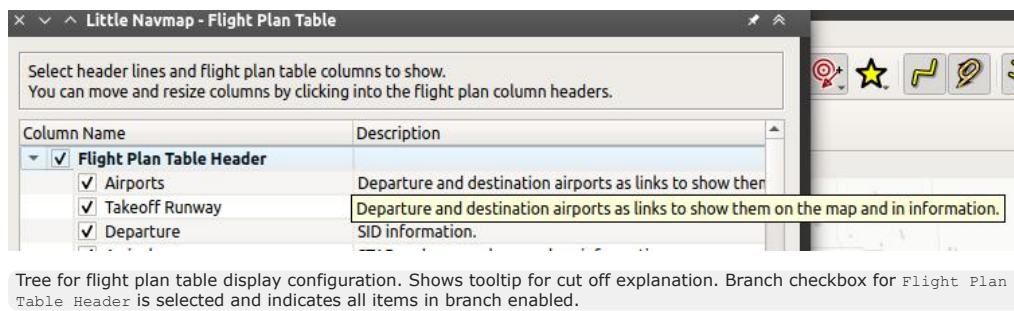 Little Navmap - Flight Plan Table
Select header lines and flight plan table columns to show.
You can move and resize columns by clicking into the flight plan column headers.
Column Name Description
Flight Plan Table Header
Airports Departure and destination airports as links to show then
Takeoff Runway Departure and destination airports as links to show them on the map and in information.
Departure SID information.
Tree for flight plan table display configuration. Shows tooltip for cut off explanation. Branch checkbox for Flight Plan
Table Header is selected and indicates all items in branch enabled.